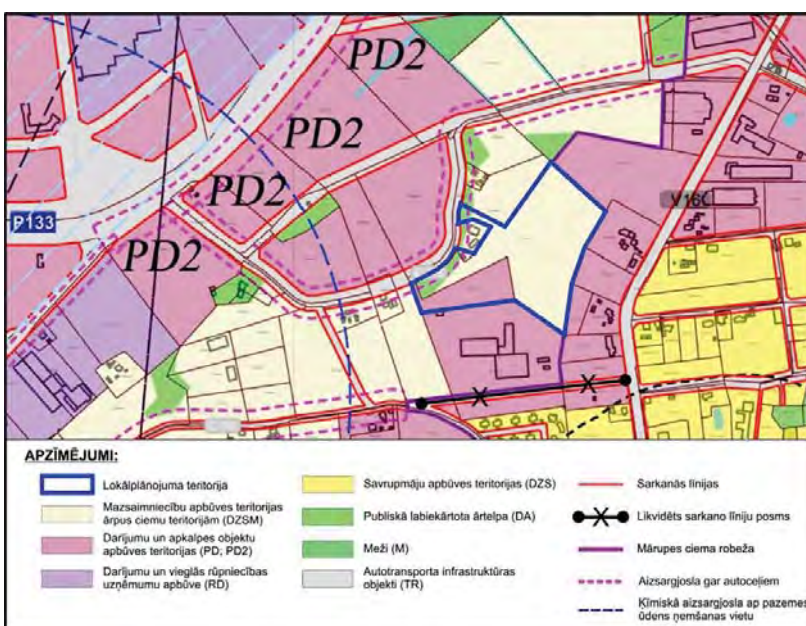 PD2
PD2
PD2
PD2
P133
V160
APZĪMĒJUMI:
Lokālplānojuma teritorija
Mazsaimniecību apbūves teritorijas
ārpus ciemu teritorijām (DZSM)
Darījumu un apkalpes objektu
apbūves teritorijas (PD; PD2)
Darījumu un vieglās rūpniecības
uzņēmumu apbūve (RD)
Savrupmāju apbūves teritorijas (DZS)
Publiskā labiekārtota ārtelpa (DA)
Meži (M)
Autotransporta infrastruktūras
objekti (TR)
Sarkanās līnijas
Likvidēts sarkano līniju posms
Mārupes ciema robeža
Aizsargjosla gar autoceļiem
Ķīmiskā aizsargjosla ap pazemes
ūdens ņemšanas vietu